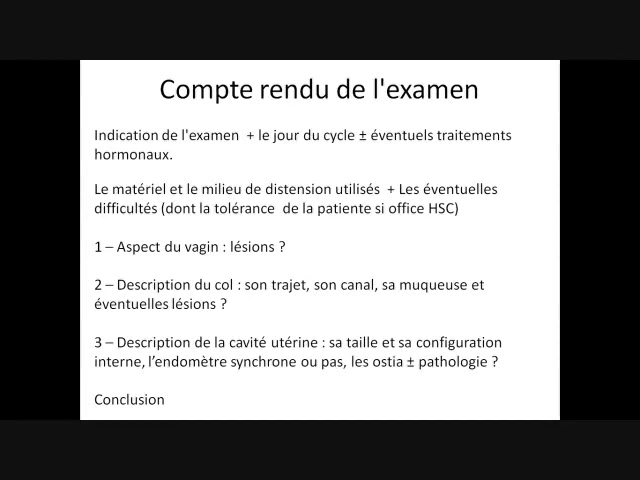 Compte rendu de l'examen
Indication de l'examen + le jour du cycle ± éventuels traitements
hormonaux.
Le matériel et le milieu de distension utilisés + Les éventuelles
difficultés (dont la tolérance de la patiente si office HSC)
1 – Aspect du vagin : lésions ?
2 – Description du col : son trajet, son canal, sa muqueuse et
éventuelles lésions ?
3 – Description de la cavité utérine : sa taille et sa configuration
interne, l’endomètre synchrone ou pas, les ostia ± pathologie ?
Conclusion